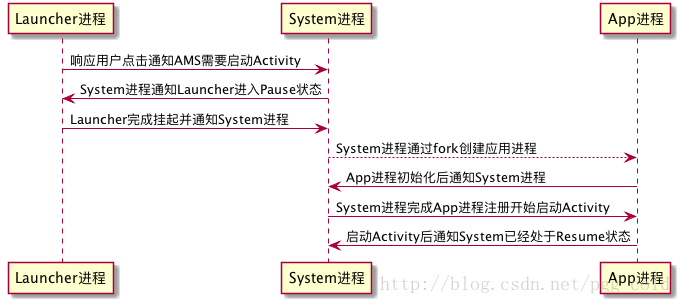 Launcher进程 System进程 App进程
响应用户点击通知AMS需要启动Activity
System进程通知Launcher进入Pause状态
Launcher完成挂起并通知System进程
System进程通过fork创建应用进程
App进程初始化后通知System进程
System进程完成App进程注册开始启动Activity
启动Activity后通知System已经处于Resume状态
Launcher进程 System进程 App进程
http://blog.csdn.net/pgg_cold